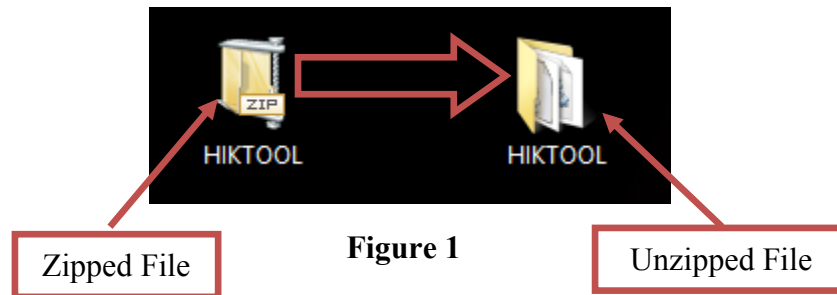 ZIP
HIKTOOL HIKTOOL
Zipped File
Figure 1
Unzipped File